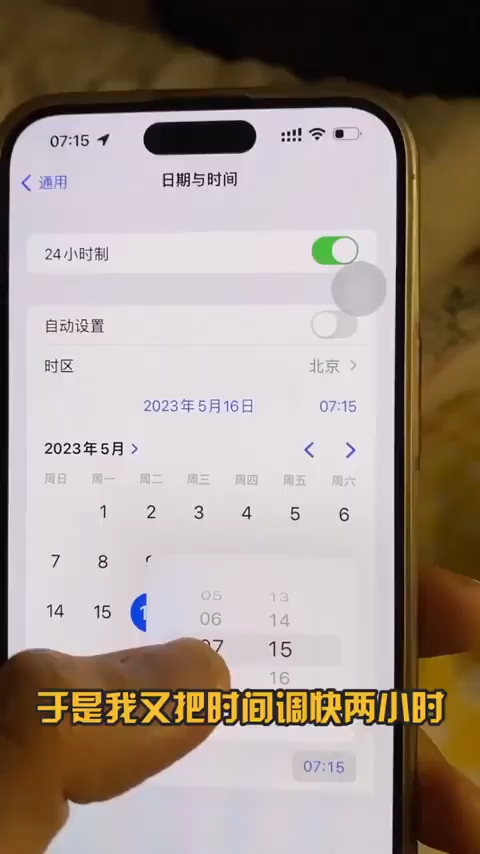 07:15
通用
日期与时间
24小时制
自动设置
时区 北京
2023年5月16日 07:15
2023年5月
周日 周一 周二 周三 周四 周五 周六
1 2 3 4 5 6
7 8
14 15
05 13
06 14
07 15
16
于是我又把时间调快两小时
07:15